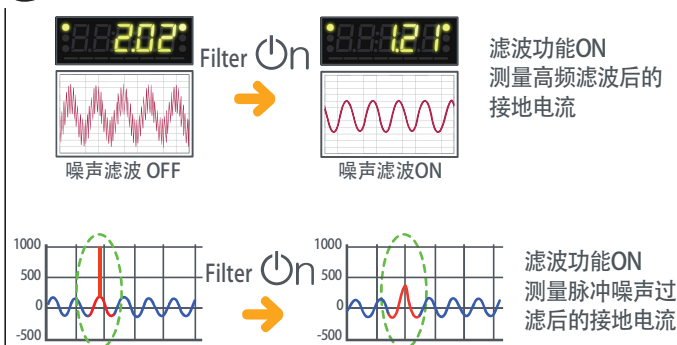 2.02
Filter On
1.21
滤波功能ON
测量高频滤波后的
接地电流
噪声滤波 OFF
噪声滤波ON
1000
500
0
-500
Filter On
1000
500
0
-500
滤波功能ON
测量脉冲噪声过
滤后的接地电流